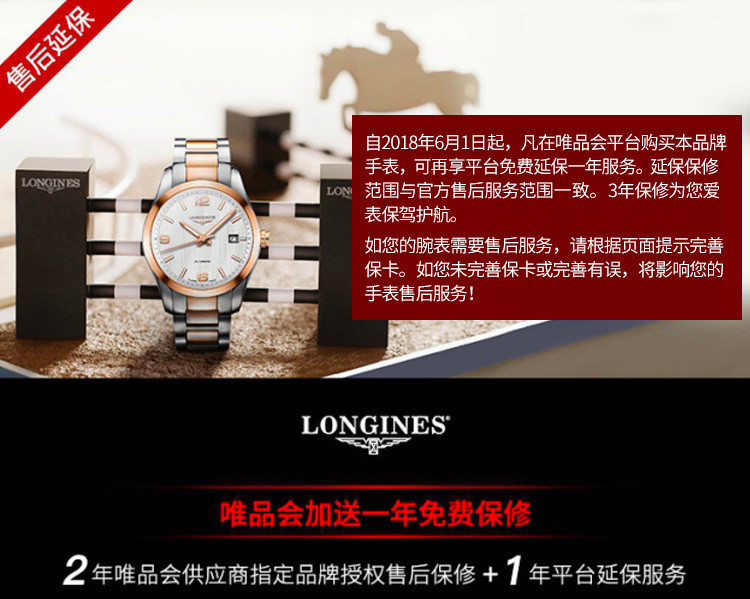 售后延保
自2018年6月1日起，凡在唯品会平台购买本品牌
手表，可再享平台免费延保一年服务。延保保修
范围与官方售后服务范围一致。3年保修为您爱
表保驾护航。
如您的腕表需要售后服务，请根据页面提示完善
保卡。如您未完善保卡或完善有误，将影响您的
手表售后服务！
LONGINES
LONGINES
LON
LONGINES
唯品会加送一年免费保修
2年唯品会供应商指定品牌授权售后保修+1年平台延保服务